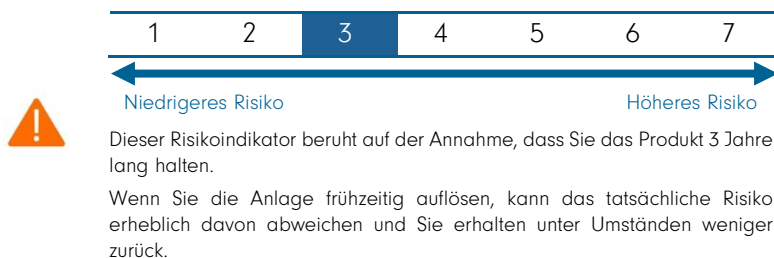 1 2 3 4 5 6 7
Niedrigeres Risiko Höheres Risiko
Dieser Risikoindikator beruht auf der Annahme, dass Sie das Produkt 3 Jahre
lang halten.
Wenn Sie die Anlage frühzeitig auflösen, kann das tatsächliche Risiko
erheblich davon abweichen und Sie erhalten unter Umständen weniger
zurück.